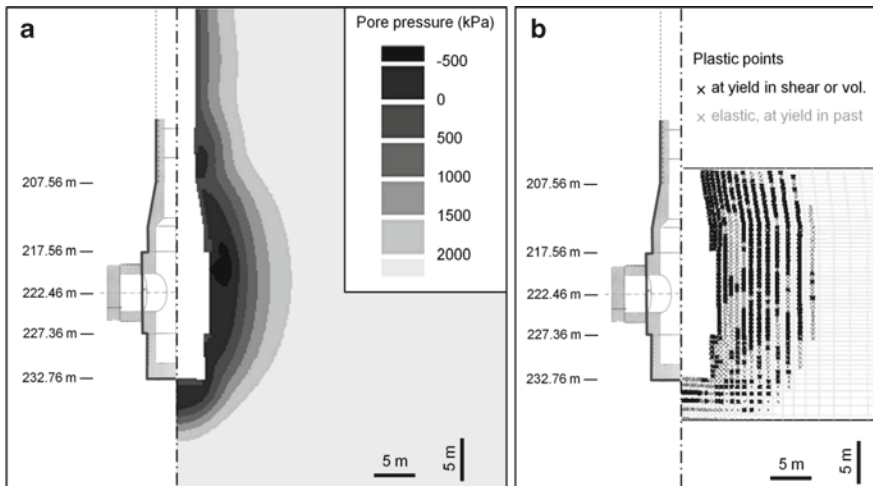 a
Pore pressure (kPa)
-500
0
500
1000
1500
2000
207.56 m
217.56 m
222.46 m
227.36 m
232.76 m
5 m
5 m
b
Plastic points
× at yield in shear or vol.
× elastic, at yield in past
207.56 m
217.56 m
222.46 m
227.36 m
232.76 m
5 m
5 m